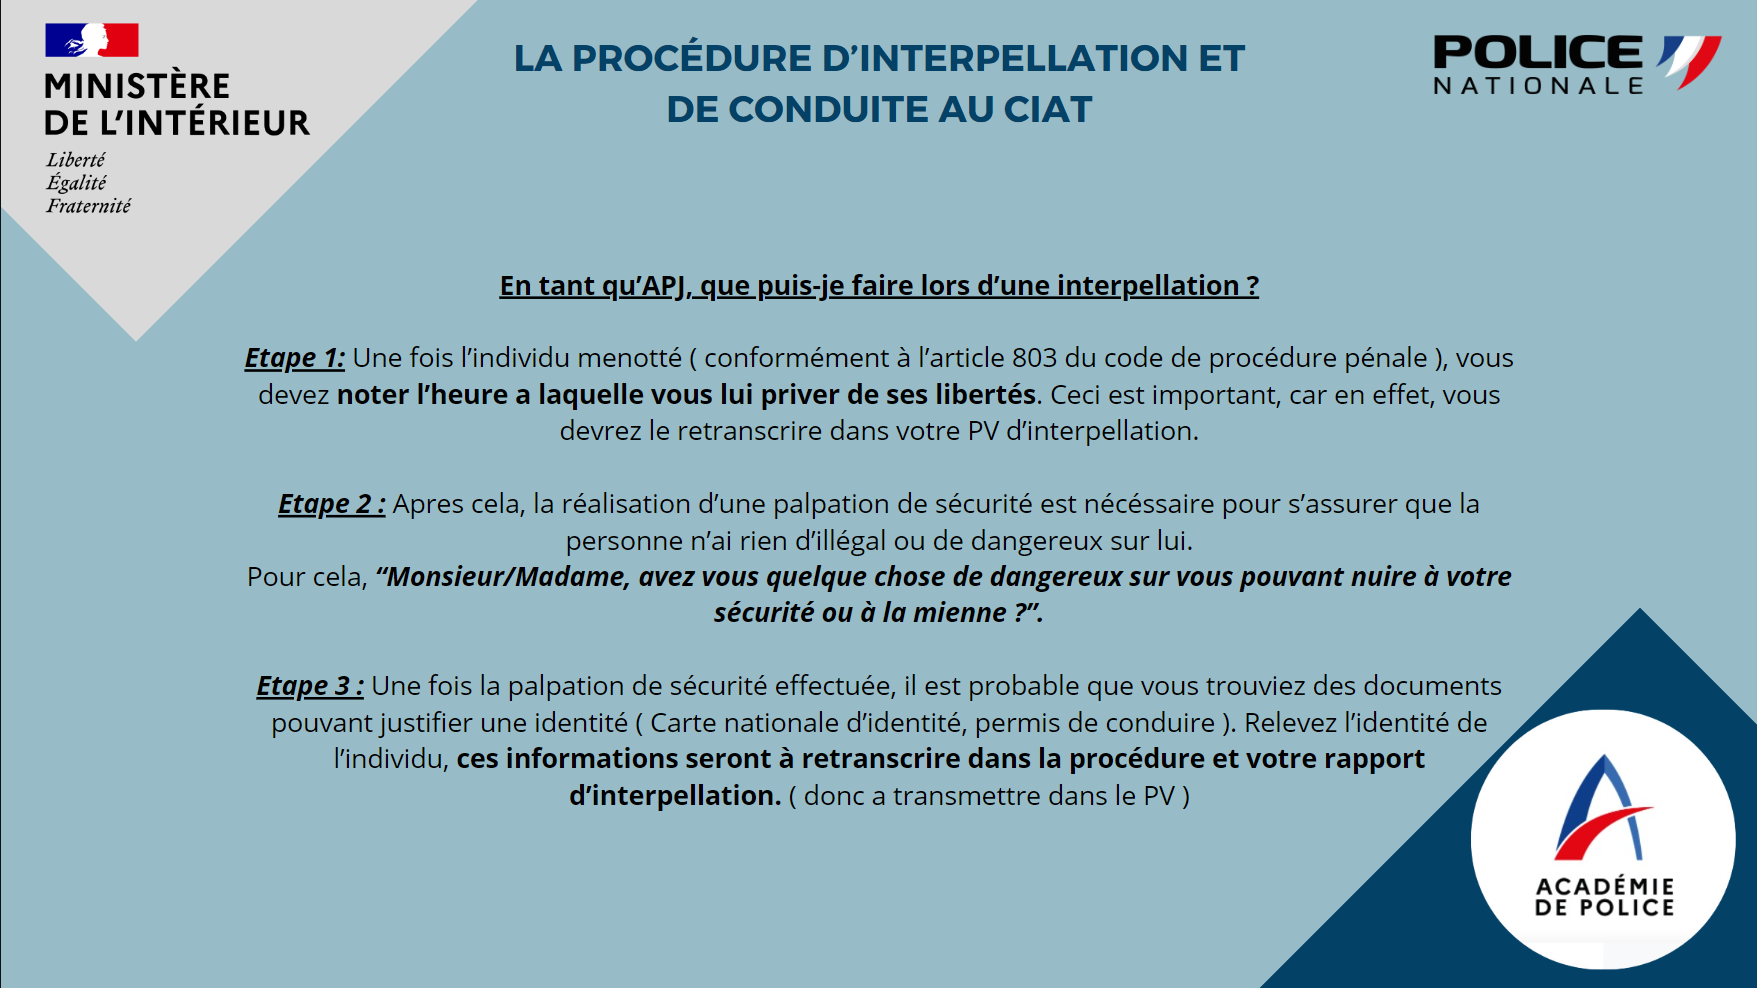 MINISTÈRE
DE L’INTÉRIEUR
Liberté
Égalité
Fraternité
LA PROCÉDURE D’INTERPELLATION ET
DE CONDUITE AU CIAT
POLICE
NATIONALE
En tant qu’APJ, que puis-je faire lors d’une interpellation ?
Etape 1: Une fois l’individu menotté ( conformément à l’article 803 du code de procédure pénale ), vous
devez noter l’heure a laquelle vous lui priver de ses libertés. Ceci est important, car en effet, vous
devrez le retranscrire dans votre PV d’interpellation.
Etape 2 : Apres cela, la réalisation d’une palpation de sécurité est nécéssaire pour s’assurer que la
personne n’ai rien d’illégal ou de dangereux sur lui.
Pour cela, “Monsieur/Madame, avez vous quelque chose de dangereux sur vous pouvant nuire à votre
sécurité ou à la mienne ?”.
Etape 3 : Une fois la palpation de sécurité effectuée, il est probable que vous trouviez des documents
pouvant justifier une identité ( Carte nationale d’identité, permis de conduire ). Relevez l’identité de
l’individu, ces informations seront à retranscrire dans la procédure et votre rapport
d’interpellation. ( donc a transmettre dans le PV )
ACADÉMIE
DE POLICE